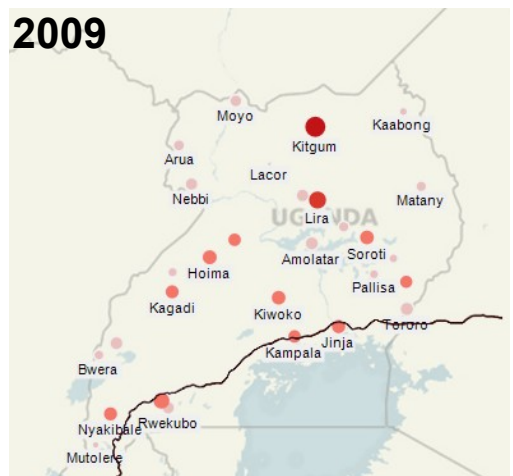 2009
Moyo
Kaabong
Kitgum
Arua
Lacor
Nebbi
Matany
Lira
UGANDA
Amolatar
Soroti
Hoima
Pallisa
Kagadi
Kiwoko
Tororo
Jinja
Kampala
Bwera
Nyakibale
Rwekubo
Mutolere